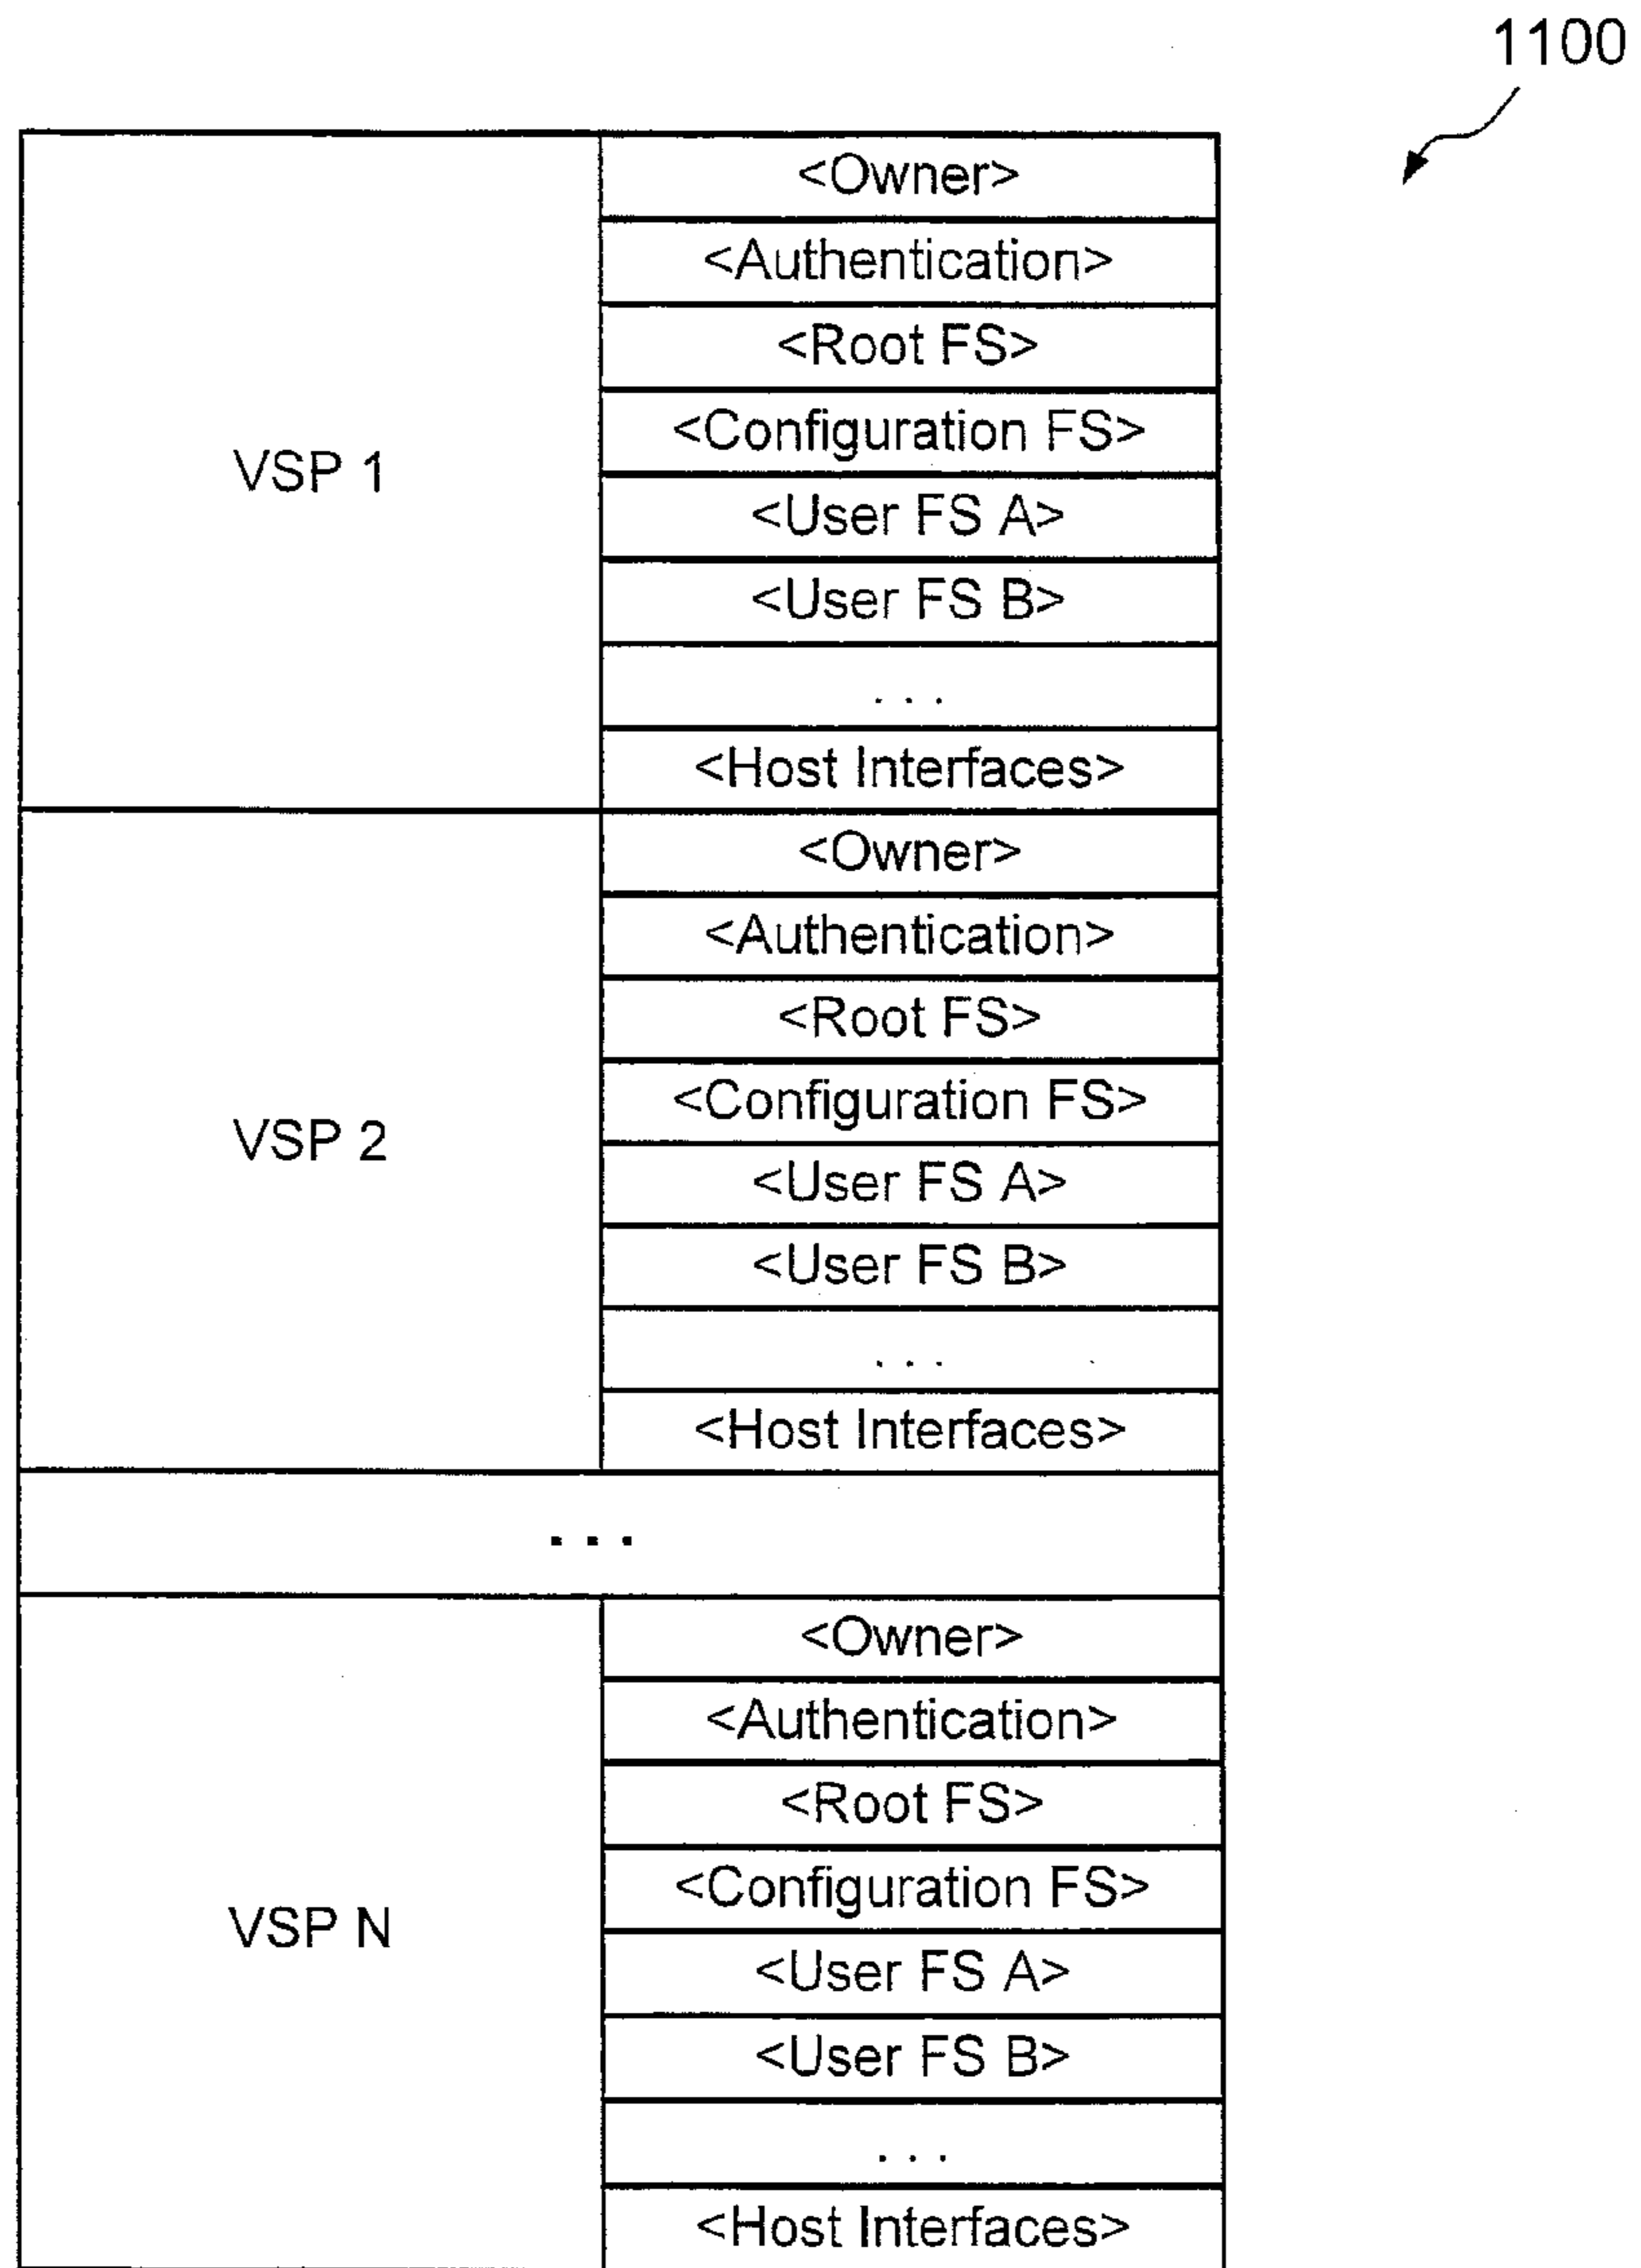 1100
<Owner>
<Authentication>
<Root FS>
<Configuration FS>
VSP 1
<User FS A>
<User FS B>
. . .
<Host Interfaces>
<Owner>
<Authentication>
<Root FS>
<Configuration FS>
VSP 2
<User FS A>
<User FS B>
. . .
<Host Interfaces>
. . .
<Owner>
<Authentication>
<Root FS>
<Configuration FS>
VSP N
<User FS A>
<User FS B>
. . .
<Host Interfaces>